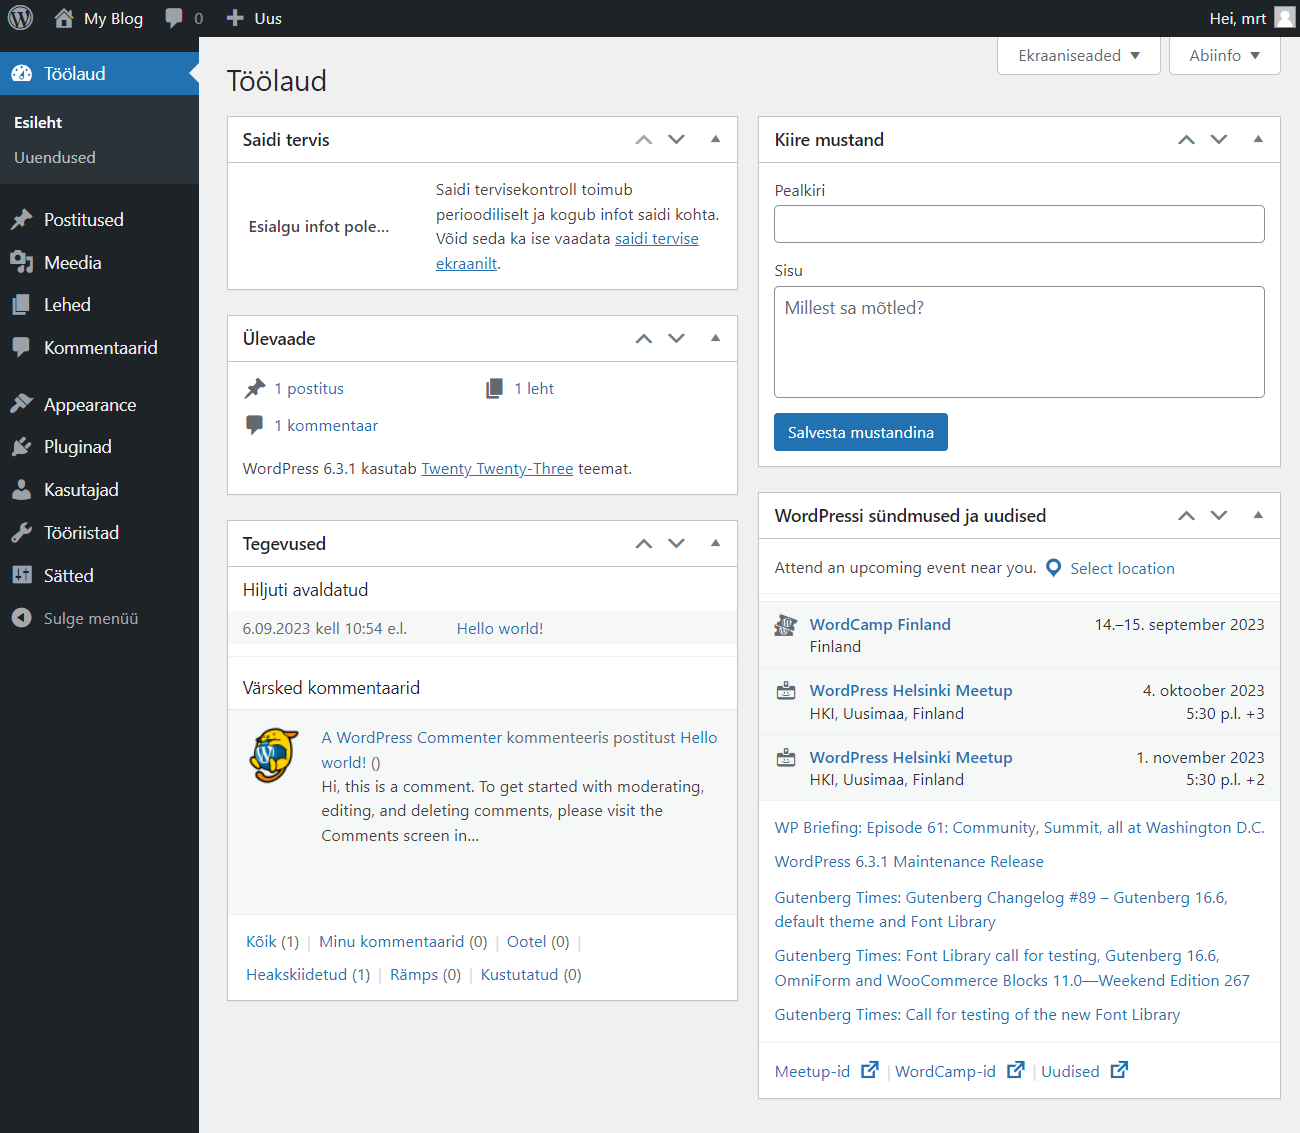 My Blog 0 Uus Hei, mrt
Töölaud
Esileht
Uuendused
Postitused
Meedia
Lehed
Kommentaarid
Appearance
Pluginad
Kasutajad
Tööriistad
Sätted
Sulge menüü
Ekraaniseaded Abiinfo
Töölaud
Saidi tervis
Esialgu infot pole…
Saidi tervisekontroll toimub
perioodiliselt ja kogub infot saidi kohta.
Võid seda ka ise vaadata saidi tervise
ekraanilt.
Ülevaade
1 postitus 1 leht
1 kommentaar
WordPress 6.3.1 kasutab Twenty Twenty-Three teemat.
Tegevused
Hiljuti avaldatud
6.09.2023 kell 10:54 e.l. Hello world!
Värsked kommentaarid
A WordPress Commenter kommenteeris postitust Hello
world! ()
Hi, this is a comment. To get started with moderating,
editing, and deleting comments, please visit the
Comments screen in…
Kõik (1) | Minu kommentaarid (0) | Ootel (0) |
Heakskiidetud (1) | Rämps (0) | Kustutatud (0)
Kiire mustand
Pealkiri
Sisu
Millest sa mõtled?
Salvesta mustandina
WordPressi sündmused ja uudised
Attend an upcoming event near you. Select location
WordCamp Finland 14.–15. september 2023
Finland
WordPress Helsinki Meetup 4. oktoober 2023
HKI, Uusimaa, Finland 5:30 p.l. +3
WordPress Helsinki Meetup 1. november 2023
HKI, Uusimaa, Finland 5:30 p.l. +2
WP Briefing: Episode 61: Community, Summit, all at Washington D.C.
WordPress 6.3.1 Maintenance Release
Gutenberg Times: Gutenberg Changelog #89 – Gutenberg 16.6,
default theme and Font Library
Gutenberg Times: Font Library call for testing, Gutenberg 16.6,
OmniForm and WooCommerce Blocks 11.0—Weekend Edition 267
Gutenberg Times: Call for testing of the new Font Library
Meetup-id | WordCamp-id | Uudised